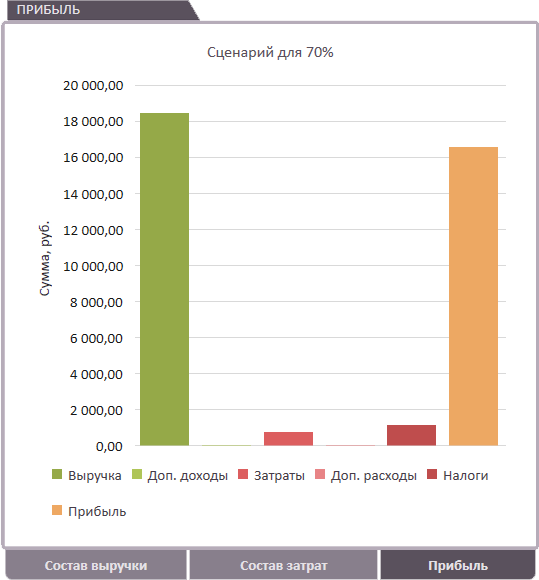 ПРИБЫЛЬ
Сценарий для 70%
20 000,00
18 000,00
16 000,00
14 000,00
12 000,00
10 000,00
8 000,00
6 000,00
4 000,00
2 000,00
0,00
Сумма, руб.
Выручка Доп. доходы Затраты Доп. расходы Налоги
Прибыль
Состав выручки Состав затрат Прибыль